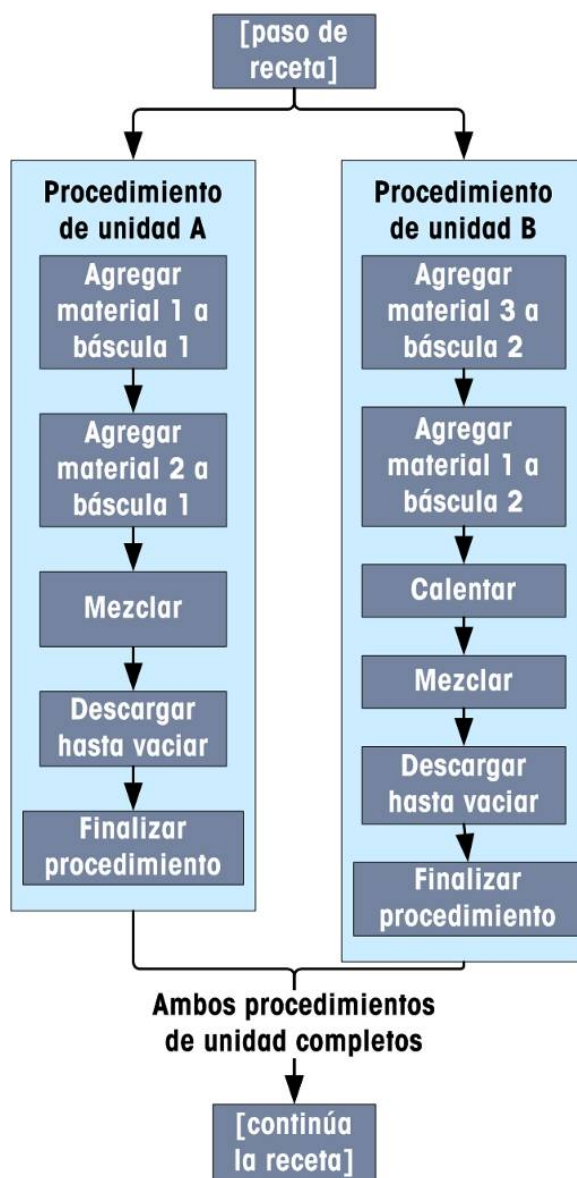 [paso de
receta]
Procedimiento
de unidad A
Agregar
material 1 a
báscula 1
Agregar
material 2 a
báscula 1
Mezclar
Descargar
hasta vaciar
Finalizar
procedimiento
Procedimiento
de unidad B
Agregar
material 3 a
báscula 2
Agregar
material 1 a
báscula 2
Calentar
Mezclar
Descargar
hasta vaciar
Finalizar
procedimiento
Ambos procedimientos
de unidad completos
[continúa
la receta]